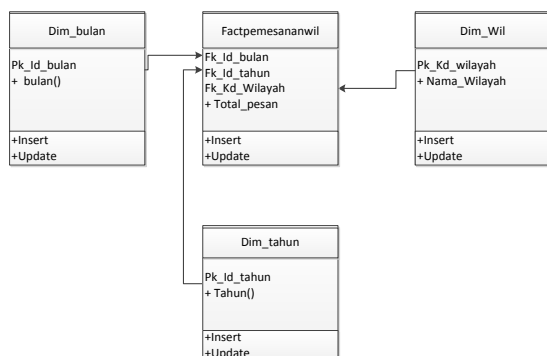 Dim_bulan
Pk_Id_bulan
+ bulan()
+Insert
+Update
Factpemesananwil
Fk_Id_bulan
Fk_Id_tahun
Fk_Kd_Wilayah
+ Total_pesan
+Insert
+Update
Dim_Wil
Pk_Kd_wilayah
+ Nama_Wilayah
+Insert
+Update
Dim_tahun
Pk_Id_tahun
+ Tahun()
+Insert
+Update